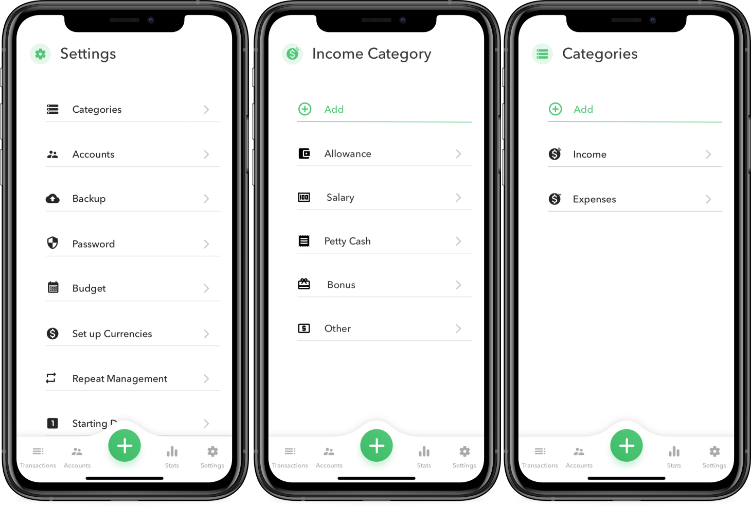 Settings
Categories
Accounts
Backup
Password
Budget
Set up Currencies
Repeat Management
Starting
Transactions
Accounts
Stats
Settings
Income Category
Add
Allowance
Salary
Petty Cash
Bonus
Other
Transactions
Accounts
Stats
Settings
Categories
Add
Income
Expenses
Transactions
Accounts
Stats
Settings